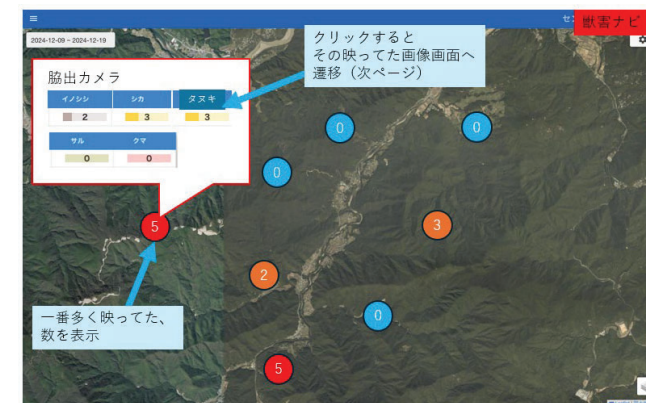 2024-12-09 ~ 2024-12-19
セン
獣害ナビ
クリックすると
その映ってた画像画面へ
遷移（次ページ）
脇出カメラ
イノシシ シカ タヌキ
2 3 3
サル クマ
0 0
0 0
0
5
3
2
0
一番多く映ってた、
数を表示
5